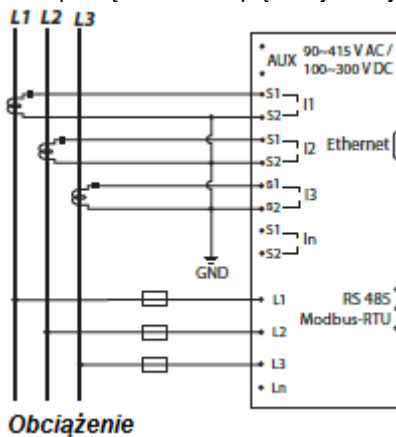 L1 L2 L3
AUX 90~415 V AC /
100~300 V DC
S1
I1
S2
S1
I2 Ethernet
S2
s1
I3
s2
S1
In
S2
GND
L1 RS 485
Modbus-RTU
L2
L3
Ln
Obciążenie